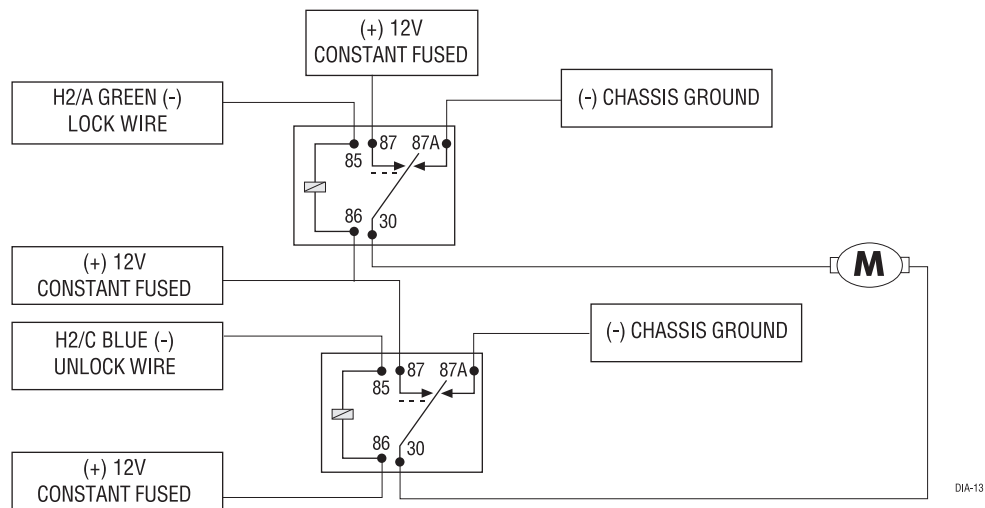 (+) 12V
CONSTANT FUSED
H2/A GREEN (-)
LOCK WIRE
(-) CHASSIS GROUND
87 87A
85
86
30
(+) 12V
CONSTANT FUSED
M
H2/C BLUE (-)
UNLOCK WIRE
(-) CHASSIS GROUND
87 87A
85
86
30
(+) 12V
CONSTANT FUSED
DIA-13